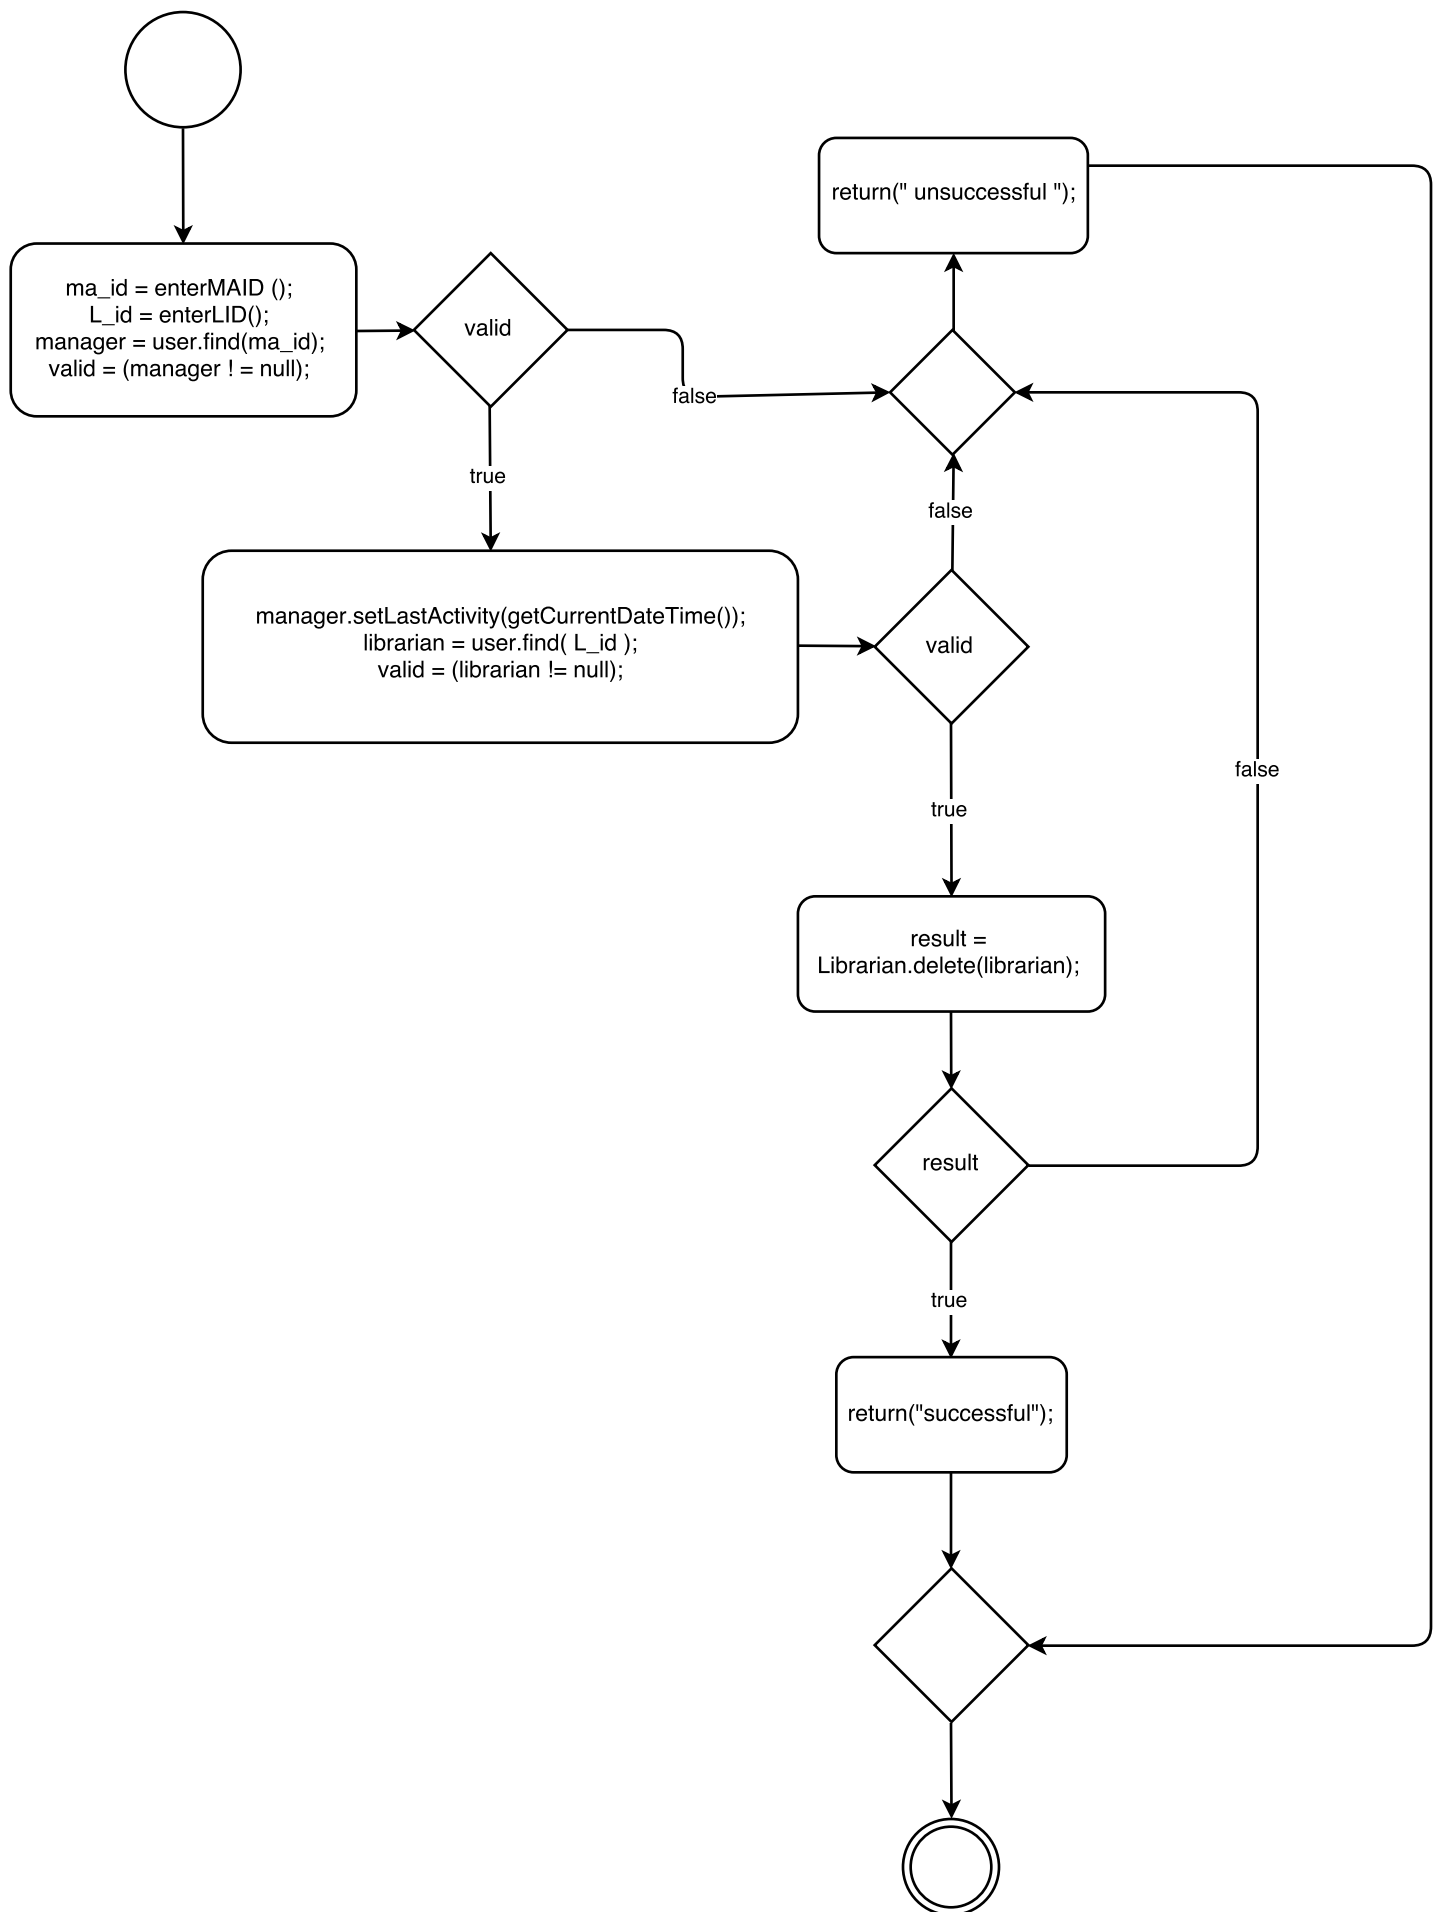 return(" unsuccessful ");
ma_id = enterMAID ();
L_id = enterLID();
manager = user.find(ma_id);
valid = (manager ! = null);
valid
false
true
false
manager.setLastActivity(getCurrentDateTime());
librarian = user.find( L_id );
valid = (librarian != null);
valid
false
true
result =
Librarian.delete(librarian);
result
true
return("successful");